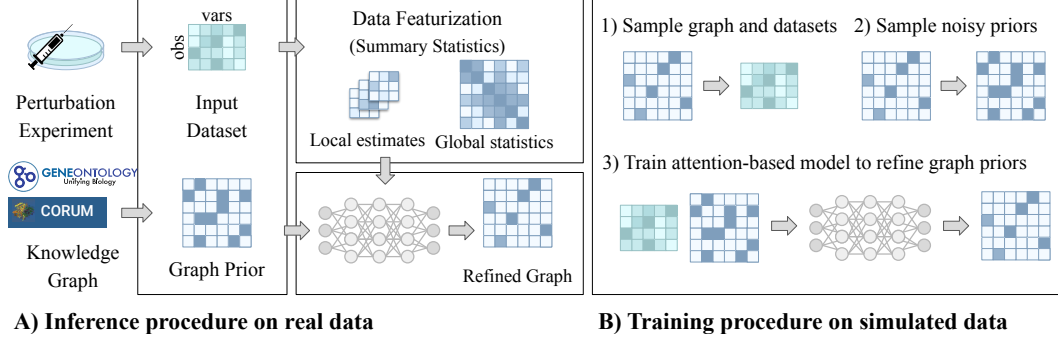 Perturbation
Experiment
GENEONTOLOGY
Unifying Biology
CORUM
Knowledge
Graph
vars
obs
Input
Dataset
Graph Prior
Data Featurization
(Summary Statistics)
Local estimates
Global statistics
Refined Graph
A) Inference procedure on real data
1) Sample graph and datasets
2) Sample noisy priors
3) Train attention-based model to refine graph priors
B) Training procedure on simulated data